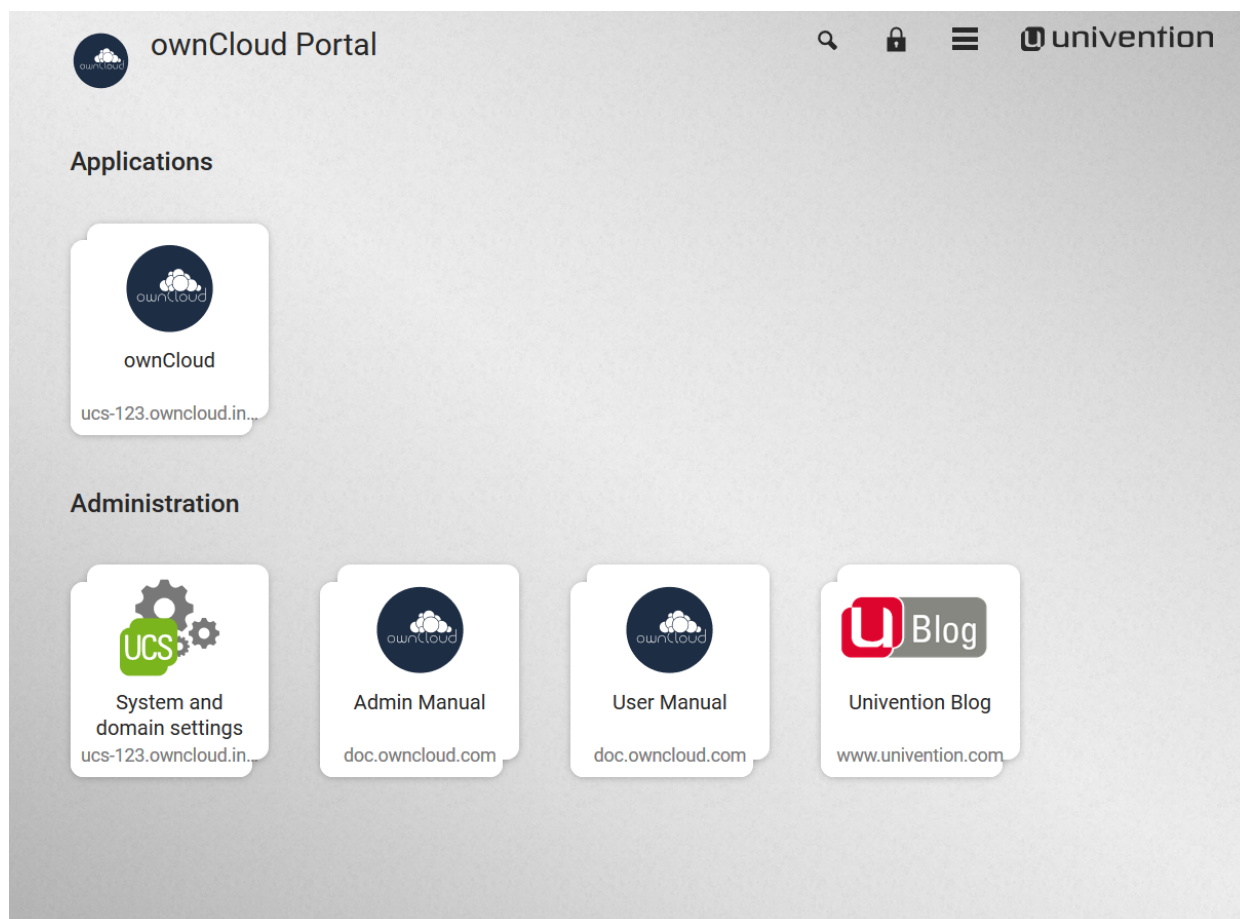 ownCloud
ownCloud Portal
univention
Applications
ownCloud
ownCloud
ucs-123.owncloud.in...
Administration
UCS
System and
domain settings
ucs-123.owncloud.in...
ownCloud
Admin Manual
doc.owncloud.com
ownCloud
User Manual
doc.owncloud.com
u Blog
Univention Blog
www.univention.com